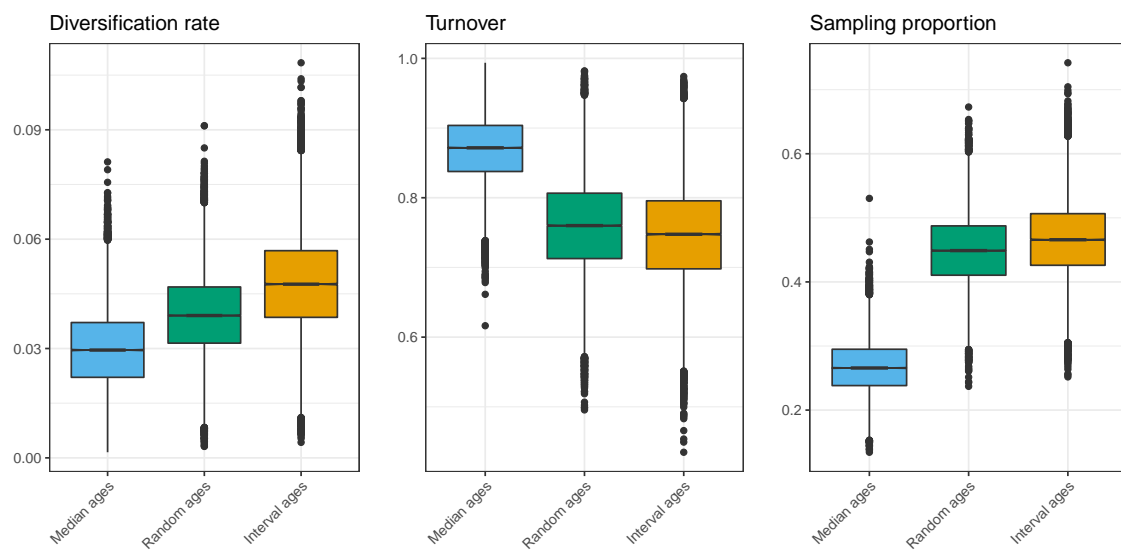 Diversification rate
0.09
0.06
0.03
0.00
Median ages
Random ages
Interval ages
Turnover
1.0
0.8
0.6
Median ages
Random ages
Interval ages
Sampling proportion
0.6
0.4
0.2
Median ages
Random ages
Interval ages